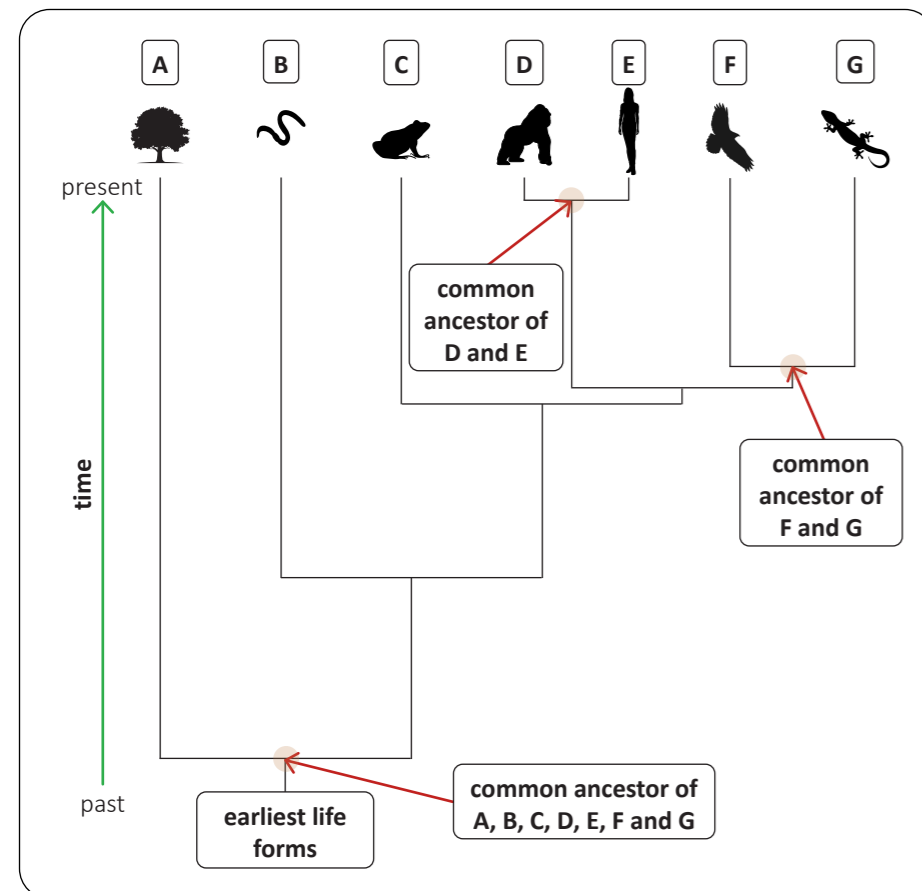 A
B
C
D
E
F
G
present
common
ancestor of
D and E
common
ancestor of
F and G
time
past
earliest life
forms
common ancestor of
A, B, C, D, E, F and G